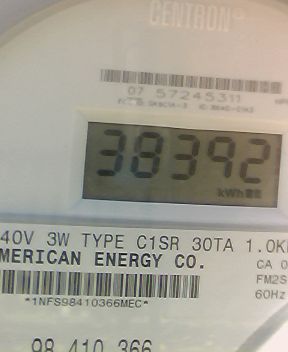 CENTRON®
07 57245311
38392
kWh
40V 3W TYPE C1SR 30TA 1.0K
MERICAN ENERGY CO.
CA 0
FM2S
60Hz
*1NFS98410366MEC*
98 410 366